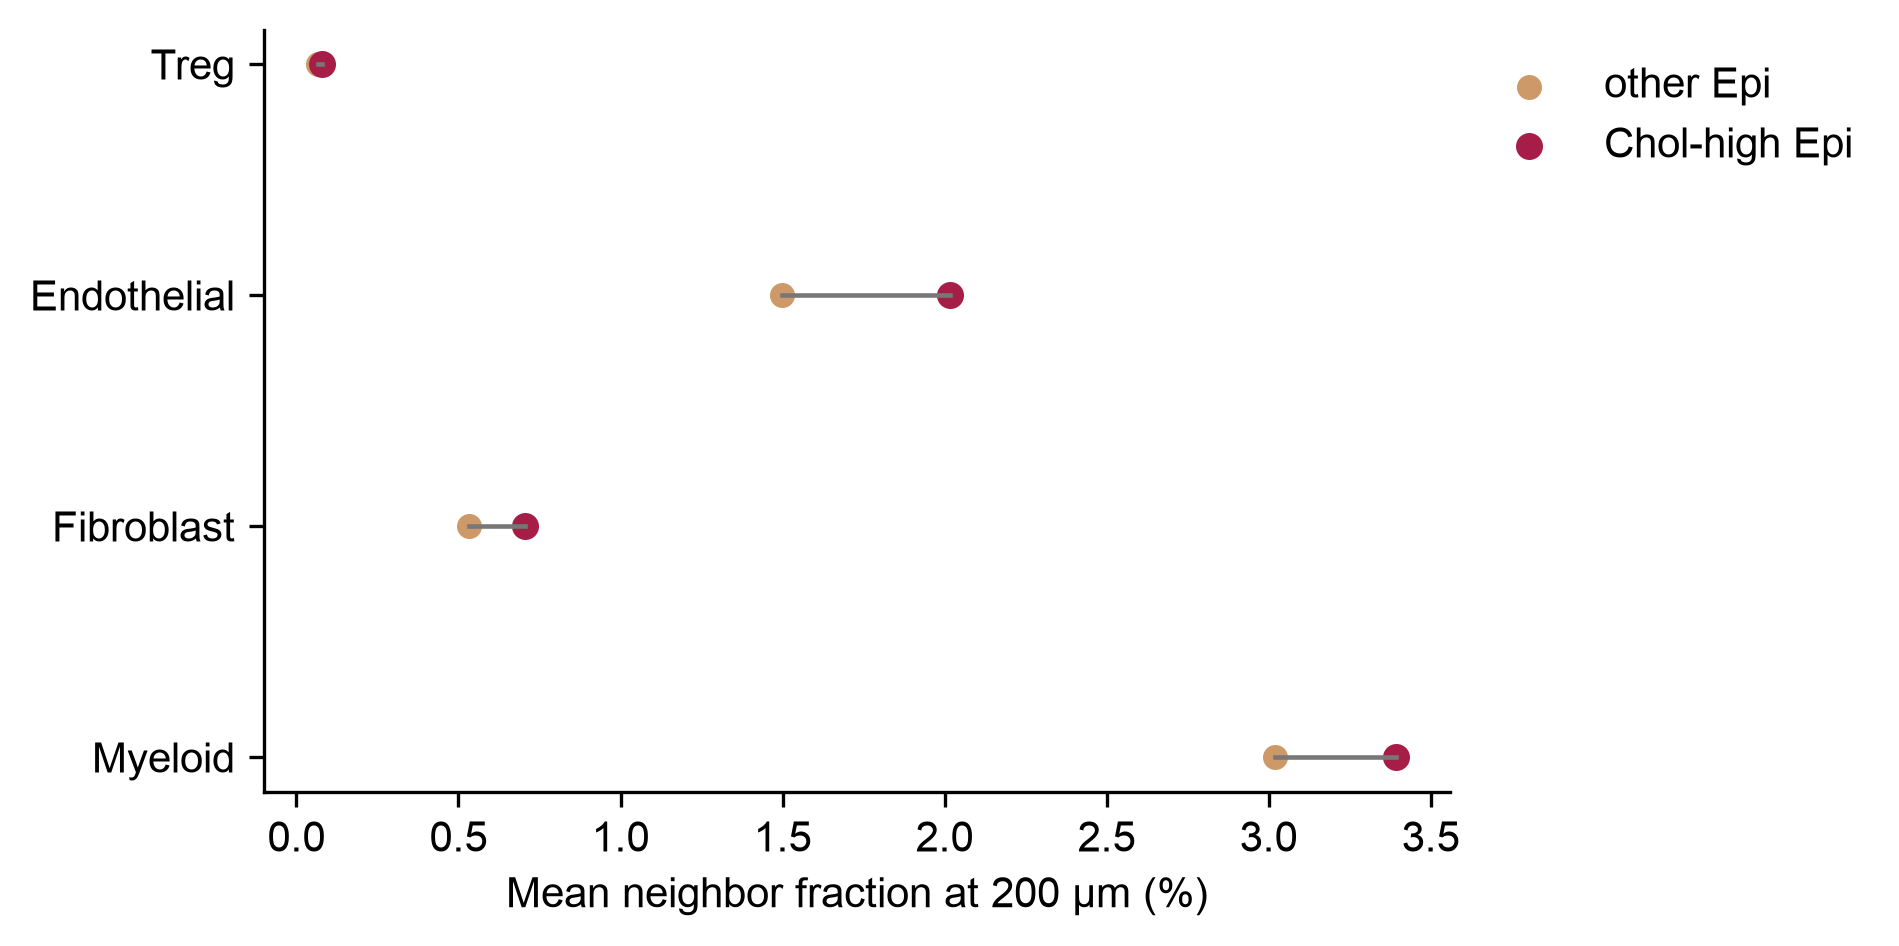 Treg
Endothelial
Fibroblast
Myeloid
0.0 0.5 1.0 1.5 2.0 2.5 3.0 3.5
Mean neighbor fraction at 200 µm (%)
other Epi
Chol-high Epi